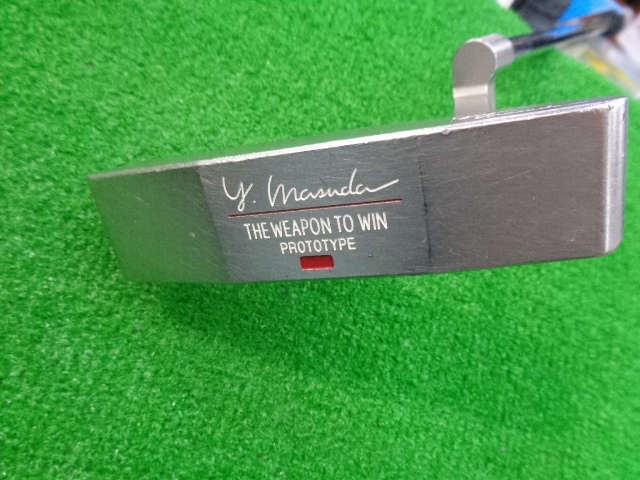 y. Masuda
THE WEAPON TO WIN
PROTOTYPE